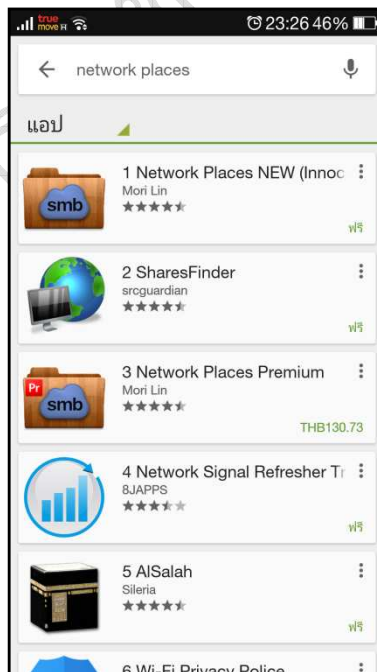 true
move H
23:26 46%
network places
แอป
1 Network Places NEW (Innoc
Mori Lin
smb
ฟรี
2 SharesFinder
srcguardian
ฟรี
3 Network Places Premium
Mori Lin
Pr
smb
THB130.73
4 Network Signal Refresher Tr
8JAPPS
ฟรี
5 AlSalah
Sileria
ฟรี
6 Wi-Fi Privacy Police